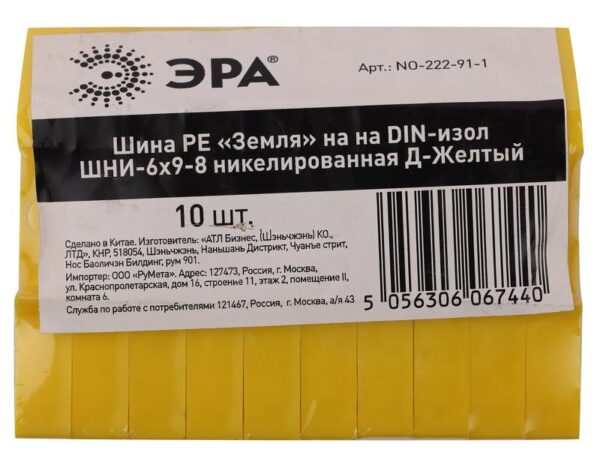 ЭРА®
Арт.: NO-222-91-1
Шина PE «Земля» на на DIN-изол
ШНИ-6x9-8 никелированная Д-Желтый
10 шт.
Сделано в Китае. Изготовитель: «АТЛ Бизнес, (Шэньчжэнь) КО.,
ЛТД», КНР, 518054, Шэньчжэнь, Наньшань Дистрикт, Чуанъе стрит,
Нос Баоличэн Билдинг, рум 901.
Импортер: ООО «РуМета». Адрес: 127473, Россия, г. Москва,
ул. Краснопролетарская, дом 16, строение 11, этаж 2, помещение II,
комната 6.
Служба по работе с потребителями 121467, Россия, г. Москва, а/я 43
5 056306 067440